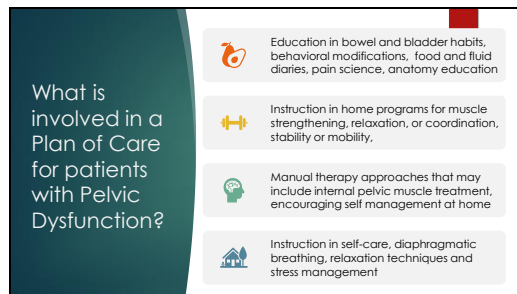 What is
involved in a
Plan of Care
for patients
with Pelvic
Dysfunction?
Education in bowel and bladder habits,
behavioral modifications, food and fluid
diaries, pain science, anatomy education
Instruction in home programs for muscle
strengthening, relaxation, or coordination,
stability or mobility,
Manual therapy approaches that may
include internal pelvic muscle treatment,
encouraging self management at home
Instruction in self-care, diaphragmatic
breathing, relaxation techniques and
stress management